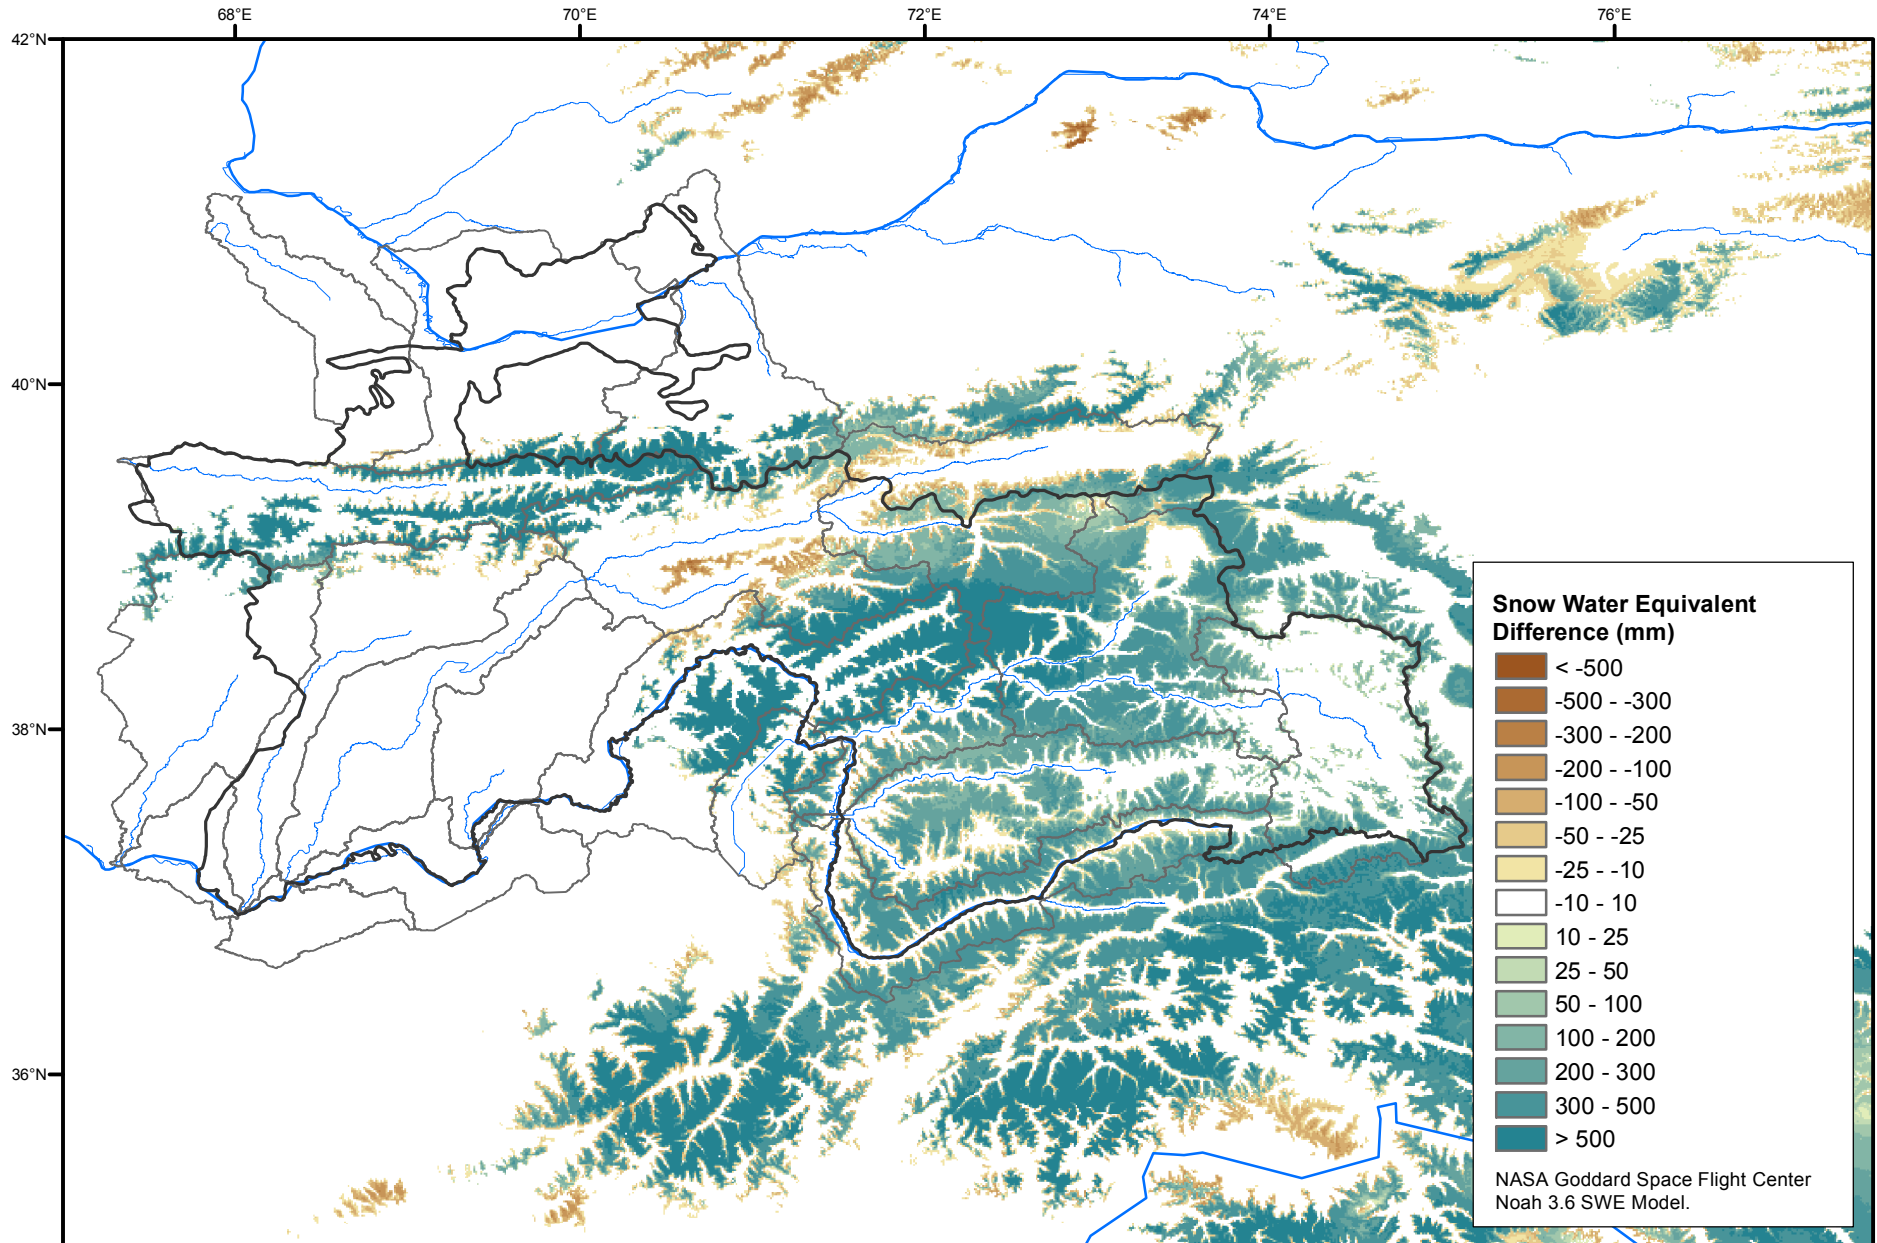 68°E
70°E
72°E
74°E
76°E
42°N
40°N
38°N
36°N
Snow Water Equivalent
Difference (mm)
< -500
-500 - -300
-300 - -200
-200 - -100
-100 - -50
-50 - -25
-25 - -10
-10 - 10
10 - 25
25 - 50
50 - 100
100 - 200
200 - 300
300 - 500
> 500
NASA Goddard Space Flight Center
Noah 3.6 SWE Model.